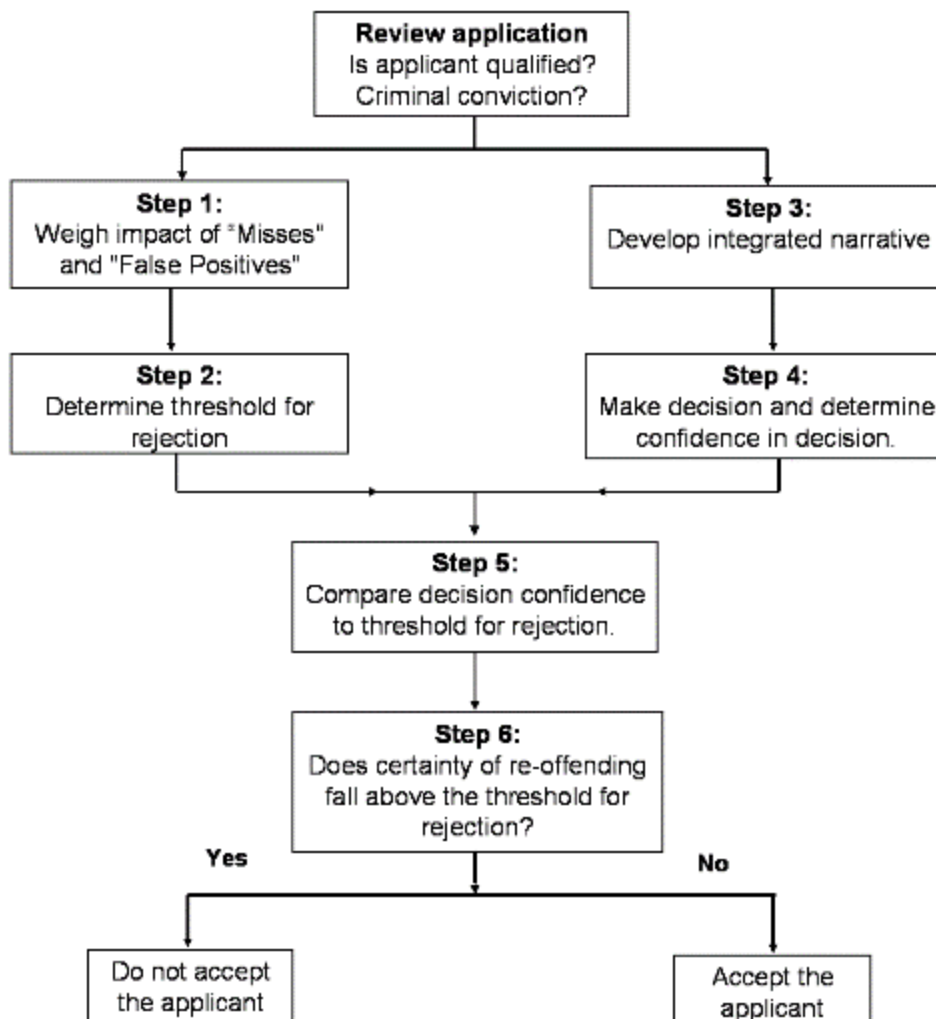 Review application
Is applicant qualified?
Criminal conviction?
Step 1:
Weigh impact of "Misses"
and "False Positives"
Step 3:
Develop integrated narrative
Step 2:
Determine threshold for
rejection
Step 4:
Make decision and determine
confidence in decision.
Step 5:
Compare decision confidence
to threshold for rejection.
Step 6:
Does certainty of re-offending
fall above the threshold for
rejection?
Yes
No
Do not accept
the applicant
Accept the
applicant